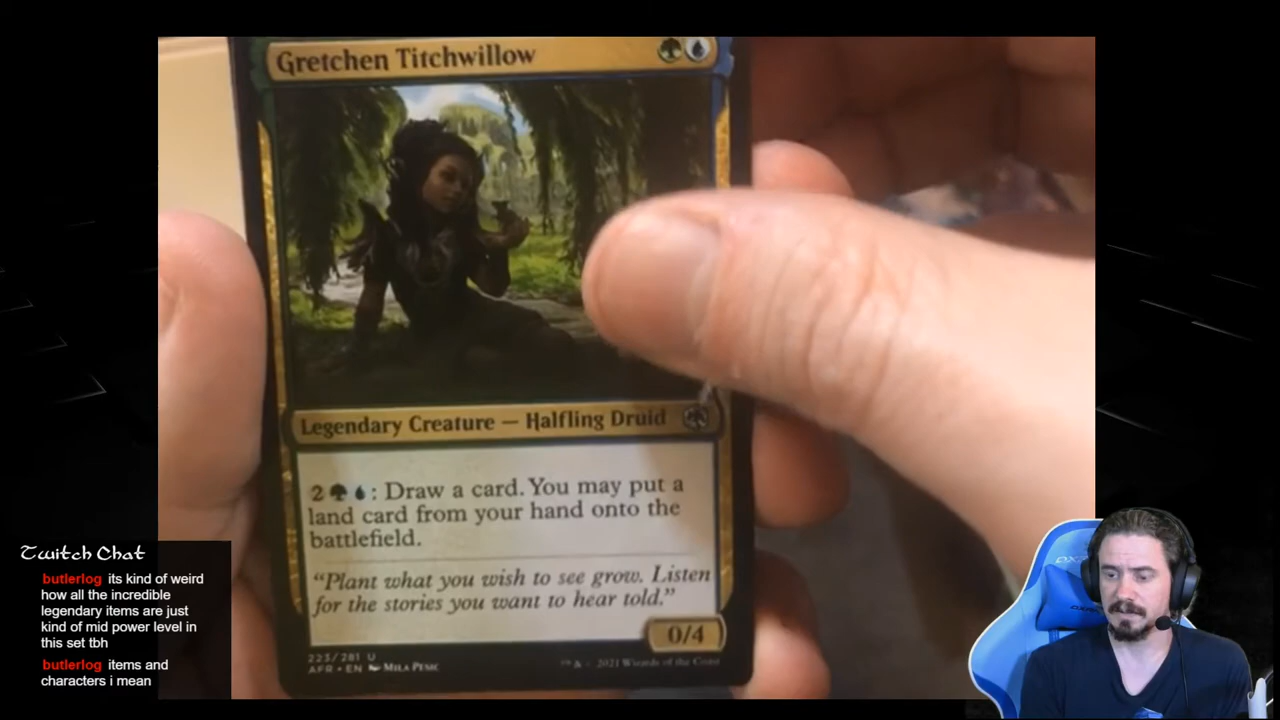 Gretchen Titchwillow
Legendary Creature — Halfling Druid
2 : Draw a card. You may put a
land card from your hand onto the
battlefield.
"Plant what you wish to see grow. Listen
for the stories you want to hear told."
0/4
223/281 U
AFR • EN MILA PESIC
™ & © 2021 Wizards of the Coast
Twitch Chat
butlerlog its kind of weird
how all the incredible
legendary items are just
kind of mid power level in
this set tbh
butlerlog items and
characters i mean